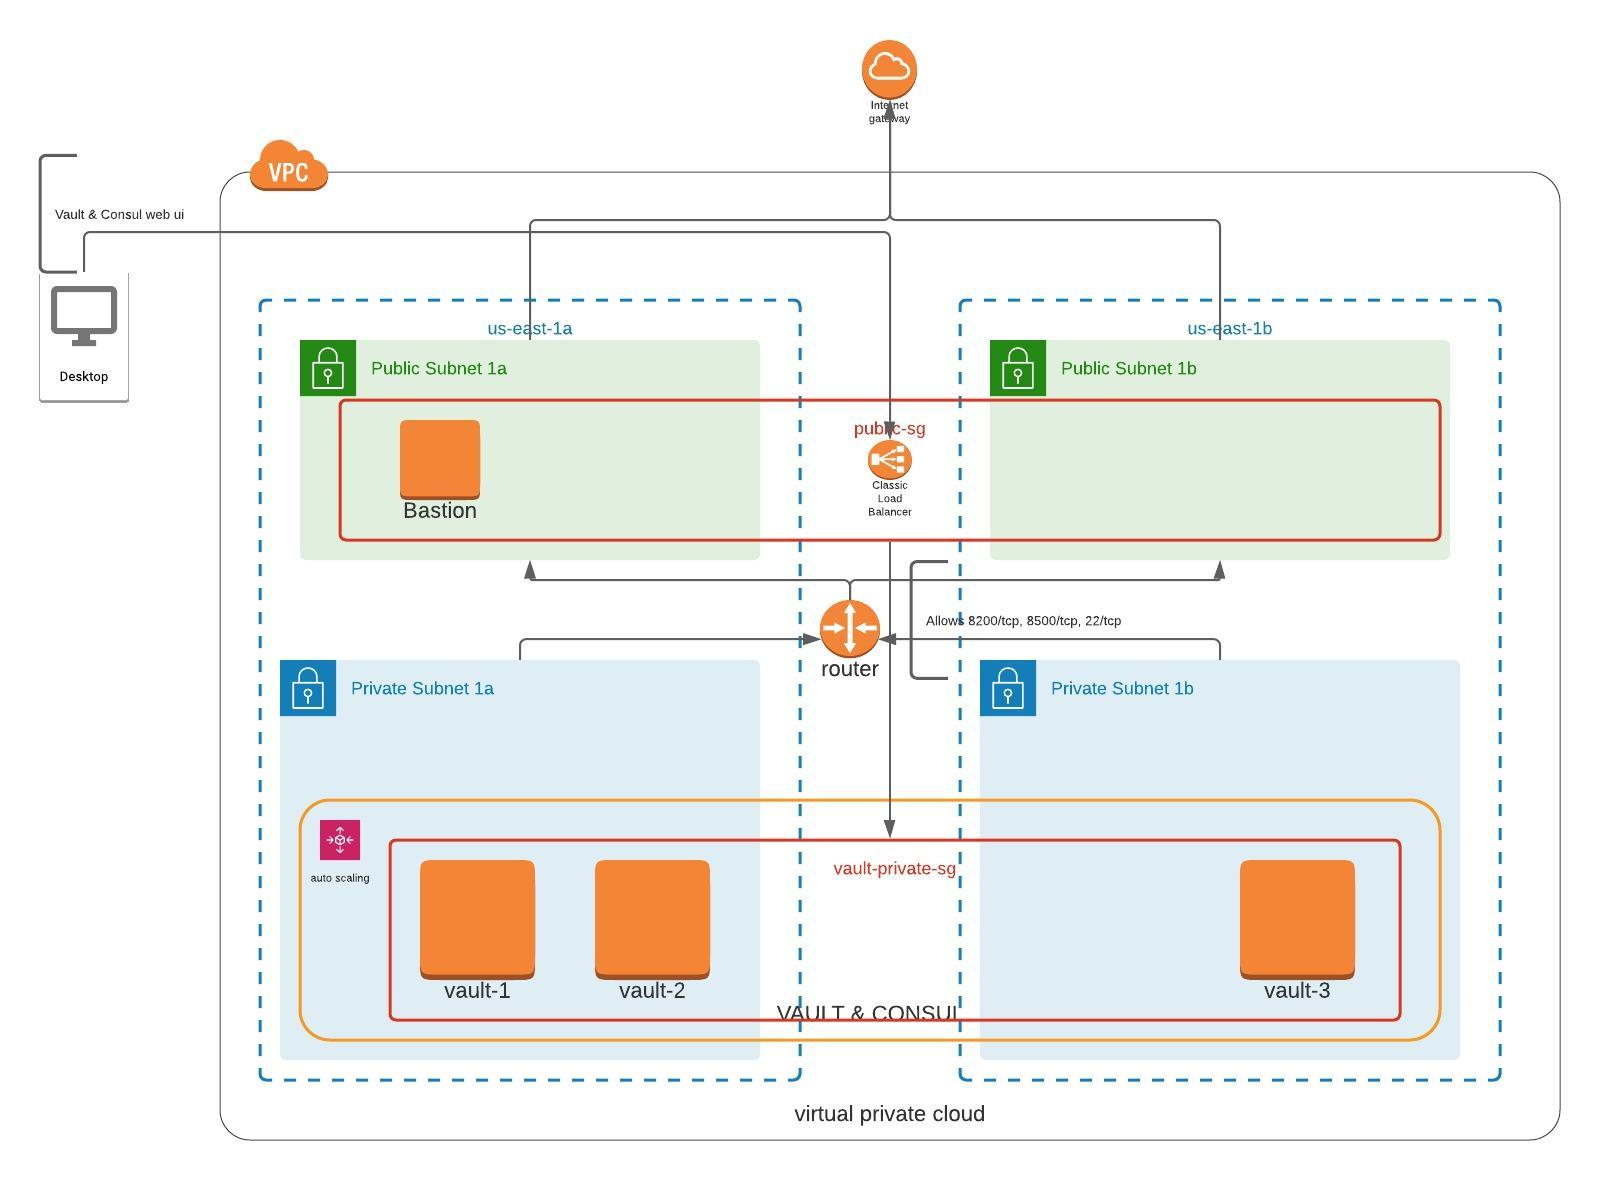 Internet
gateway
VPC
Vault & Consul web ui
us-east-1a
us-east-1b
Desktop
Public Subnet 1a
Public Subnet 1b
public-sg
Classic
Load
Balancer
Bastion
Allows 8200/tcp, 8500/tcp, 22/tcp
router
Private Subnet 1a
Private Subnet 1b
auto scaling
vault-private-sg
vault-1
vault-2
vault-3
VAULT & CONSUL
virtual private cloud